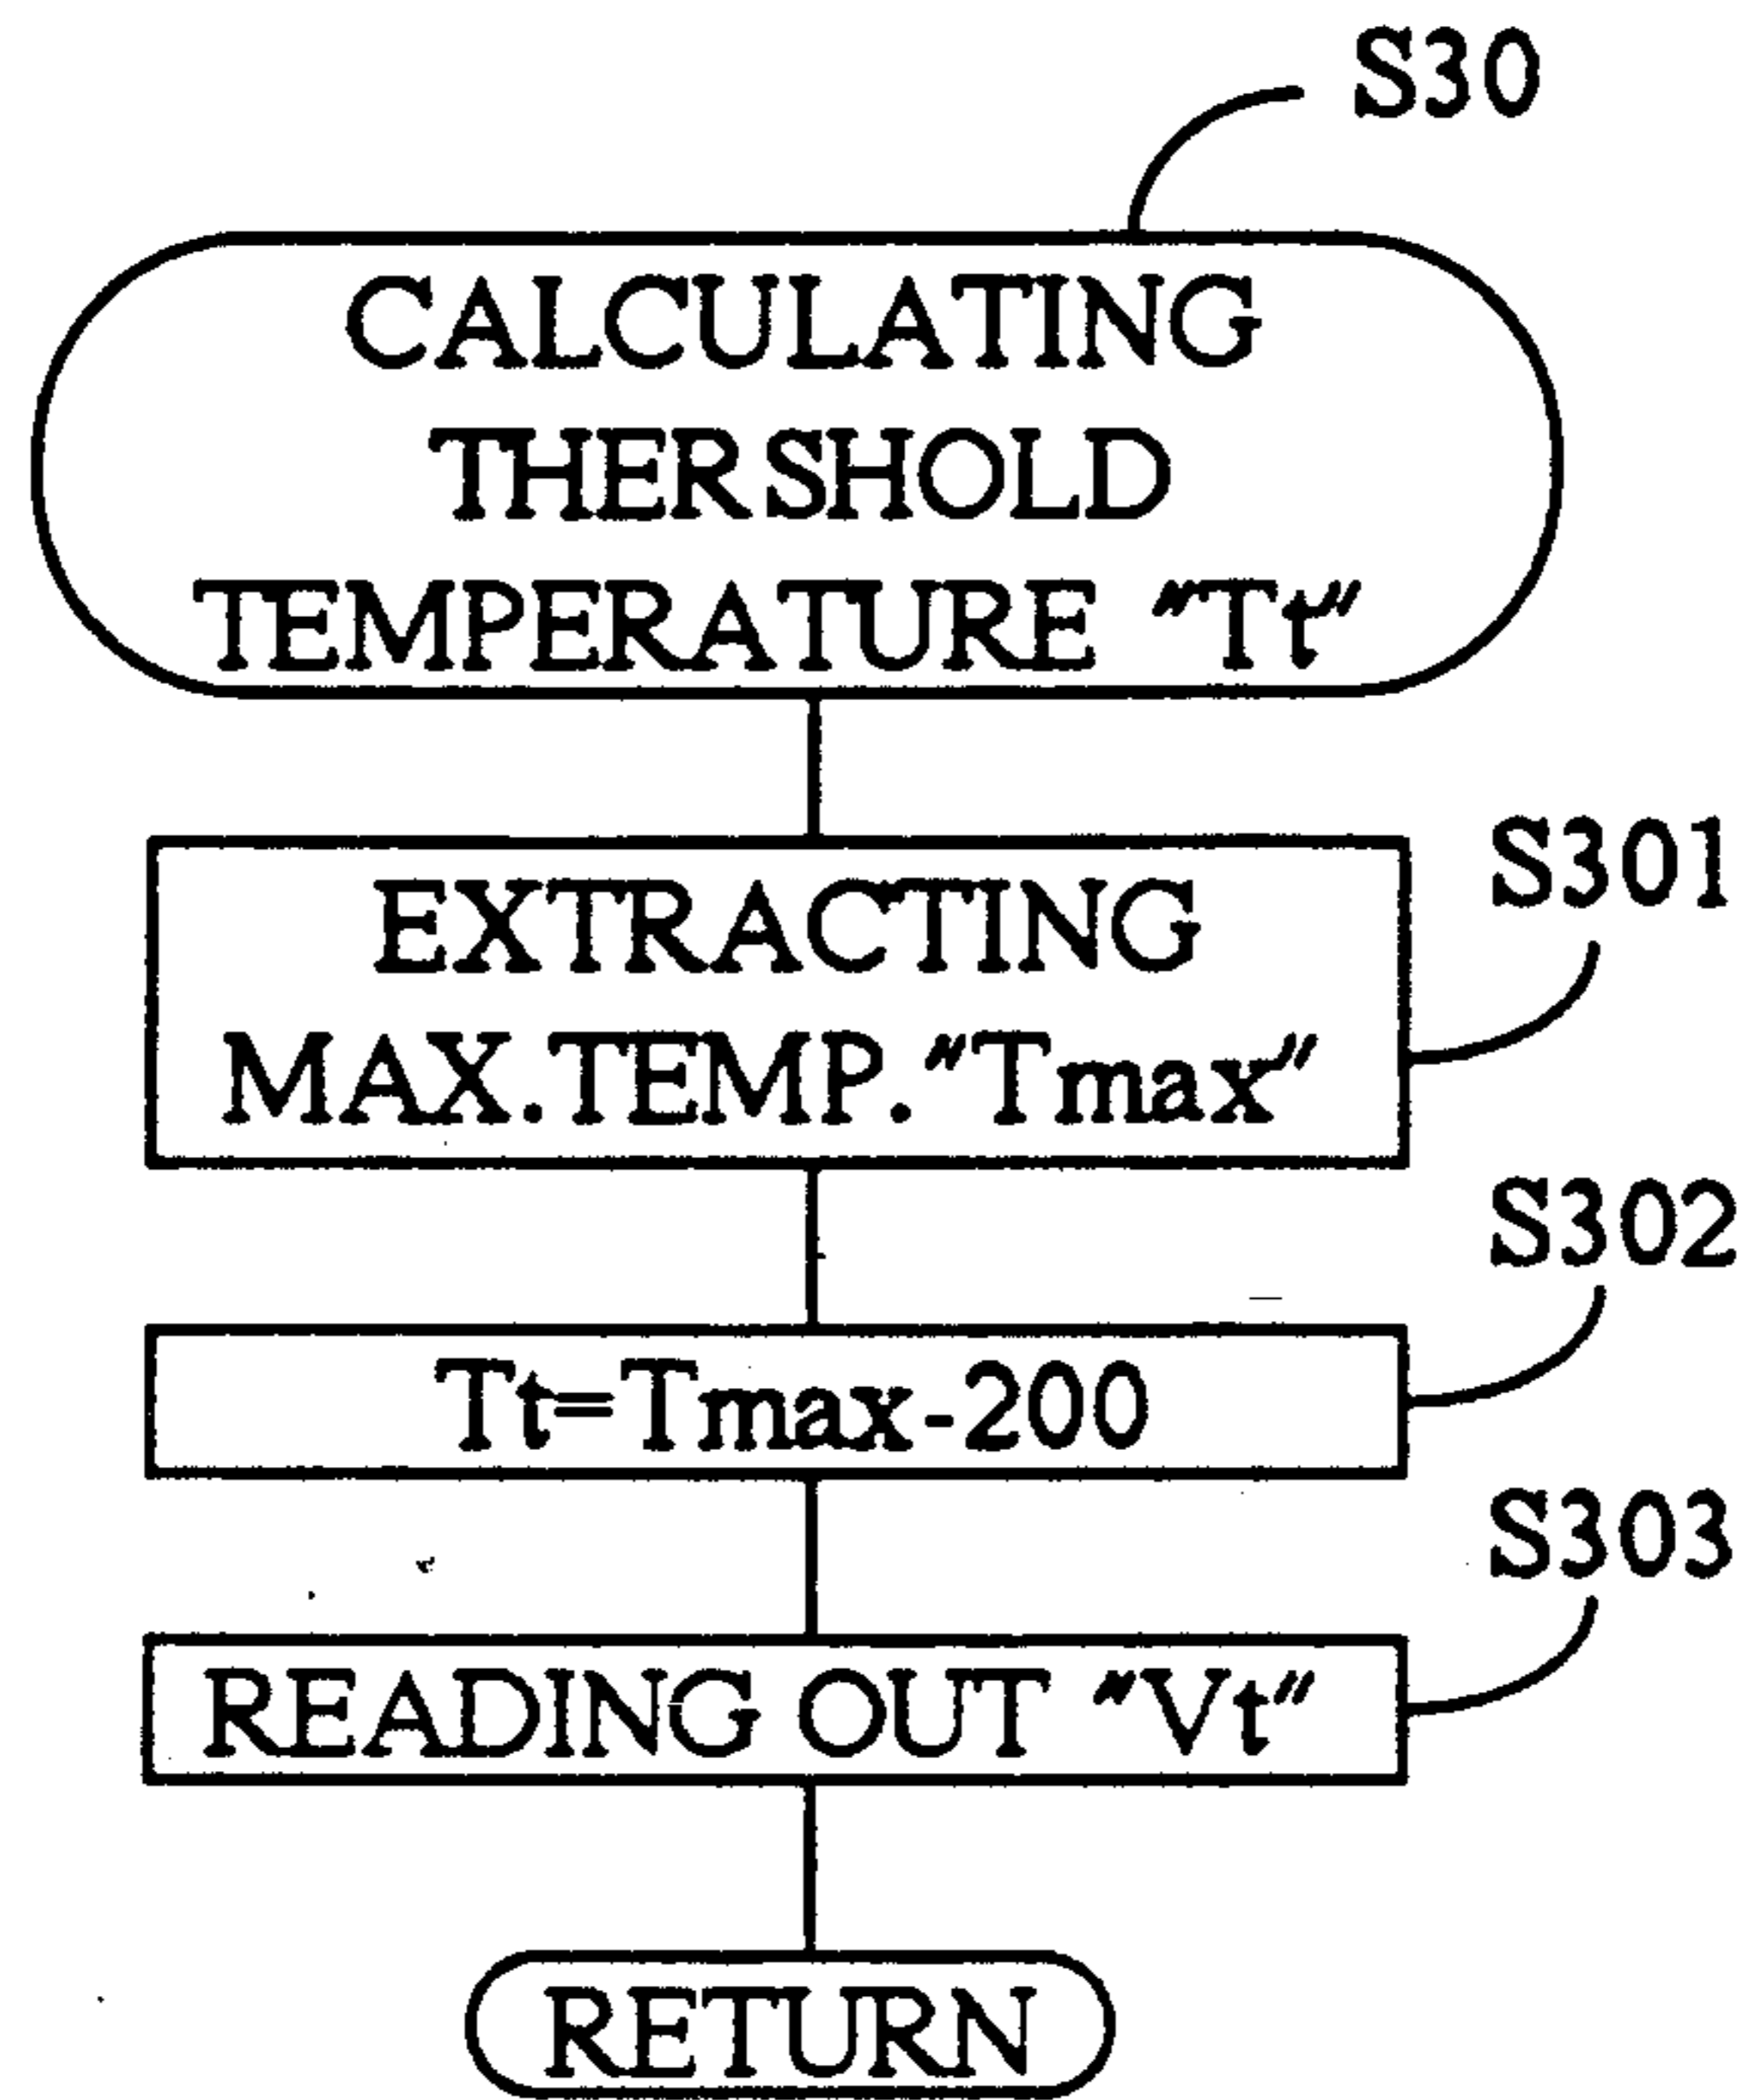 S30
CALCULATING
THERSHOLD
TEMPERATURE "Tt"
S301
EXTRACTING
MAX.TEMP."Tmax"
S302
Tt=Tmax-200
S303
READING OUT "Vt"
RETURN